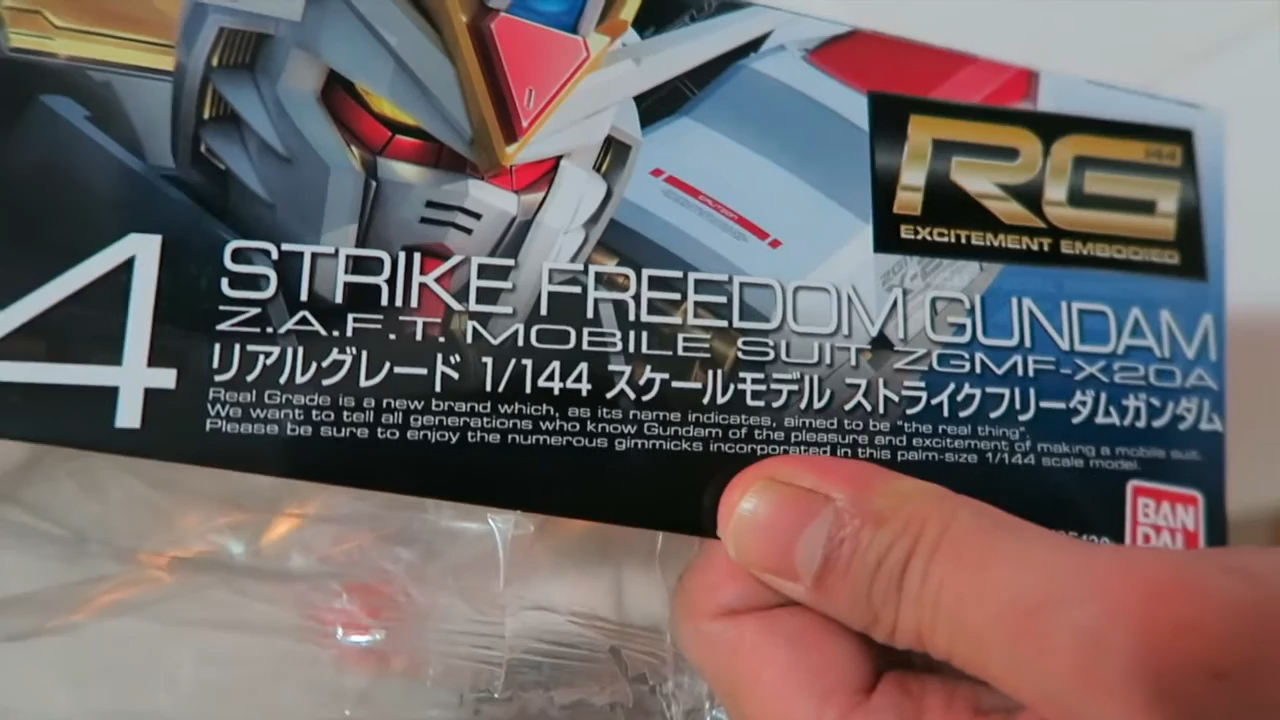 RG
EXCITEMENT EMBODIED
CAUTION
4
STRIKE FREEDOM GUNDAM
Z.A.F.T. MOBILE SUIT ZGMF-X20A
リアルグレード 1/144 スケールモデル ストライクフリーダムガンダム
Real Grade is a new brand which, as its name indicates, aimed to be "the real thing".
We want to tell all generations who know Gundam of the pleasure and excitement of making a mobile suit.
Please be sure to enjoy the numerous gimmicks incorporated in this palm-size 1/144 scale model.
BAN
DAI